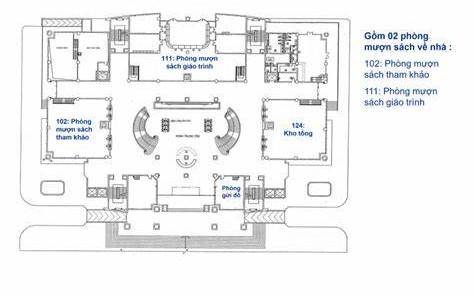 Gồm 02 phòng
mượn sách về nhà :
102: Phòng mượn
sách tham khảo
111: Phòng mượn
sách giáo trình
111: Phòng mượn
sách giáo trình
102: Phòng
mượn sách
tham khảo
124:
Kho tổng
Phòng
gửi đồ